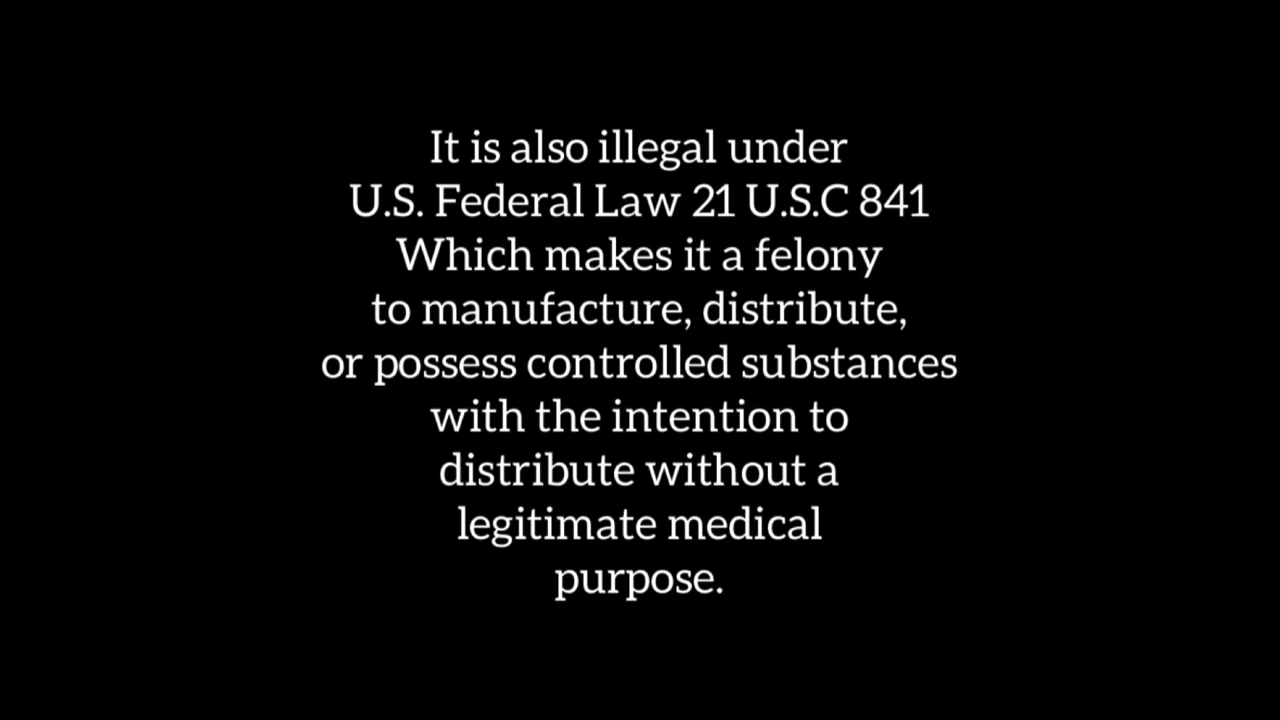 It is also illegal under
U.S. Federal Law 21 U.S.C 841
Which makes it a felony
to manufacture, distribute,
or possess controlled substances
with the intention to
distribute without a
legitimate medical
purpose.